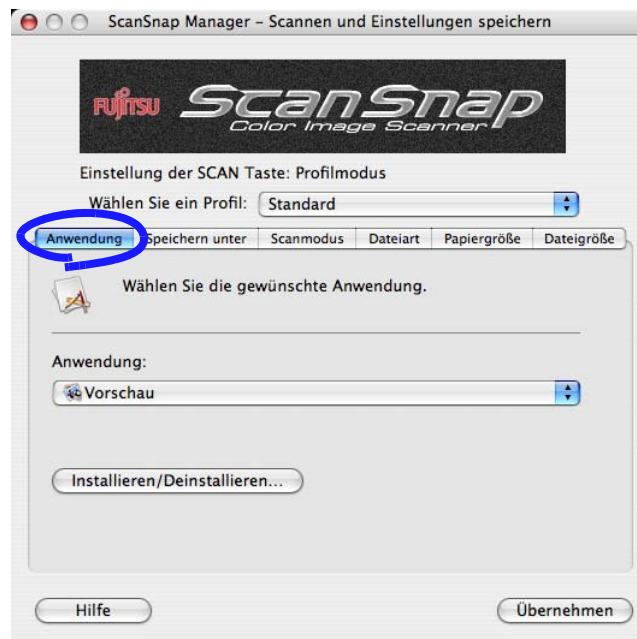 ScanSnap Manager – Scannen und Einstellungen speichern
FUJITSU ScanSnap
Color Image Scanner
Einstellung der SCAN Taste: Profilmodus
Wählen Sie ein Profil: Standard
Anwendung Speichern unter Scanmodus Dateiart Papiergröße Dateigröße
Wählen Sie die gewünschte Anwendung.
Anwendung:
Vorschau
Installieren/Deinstallieren...
Hilfe Übernehmen